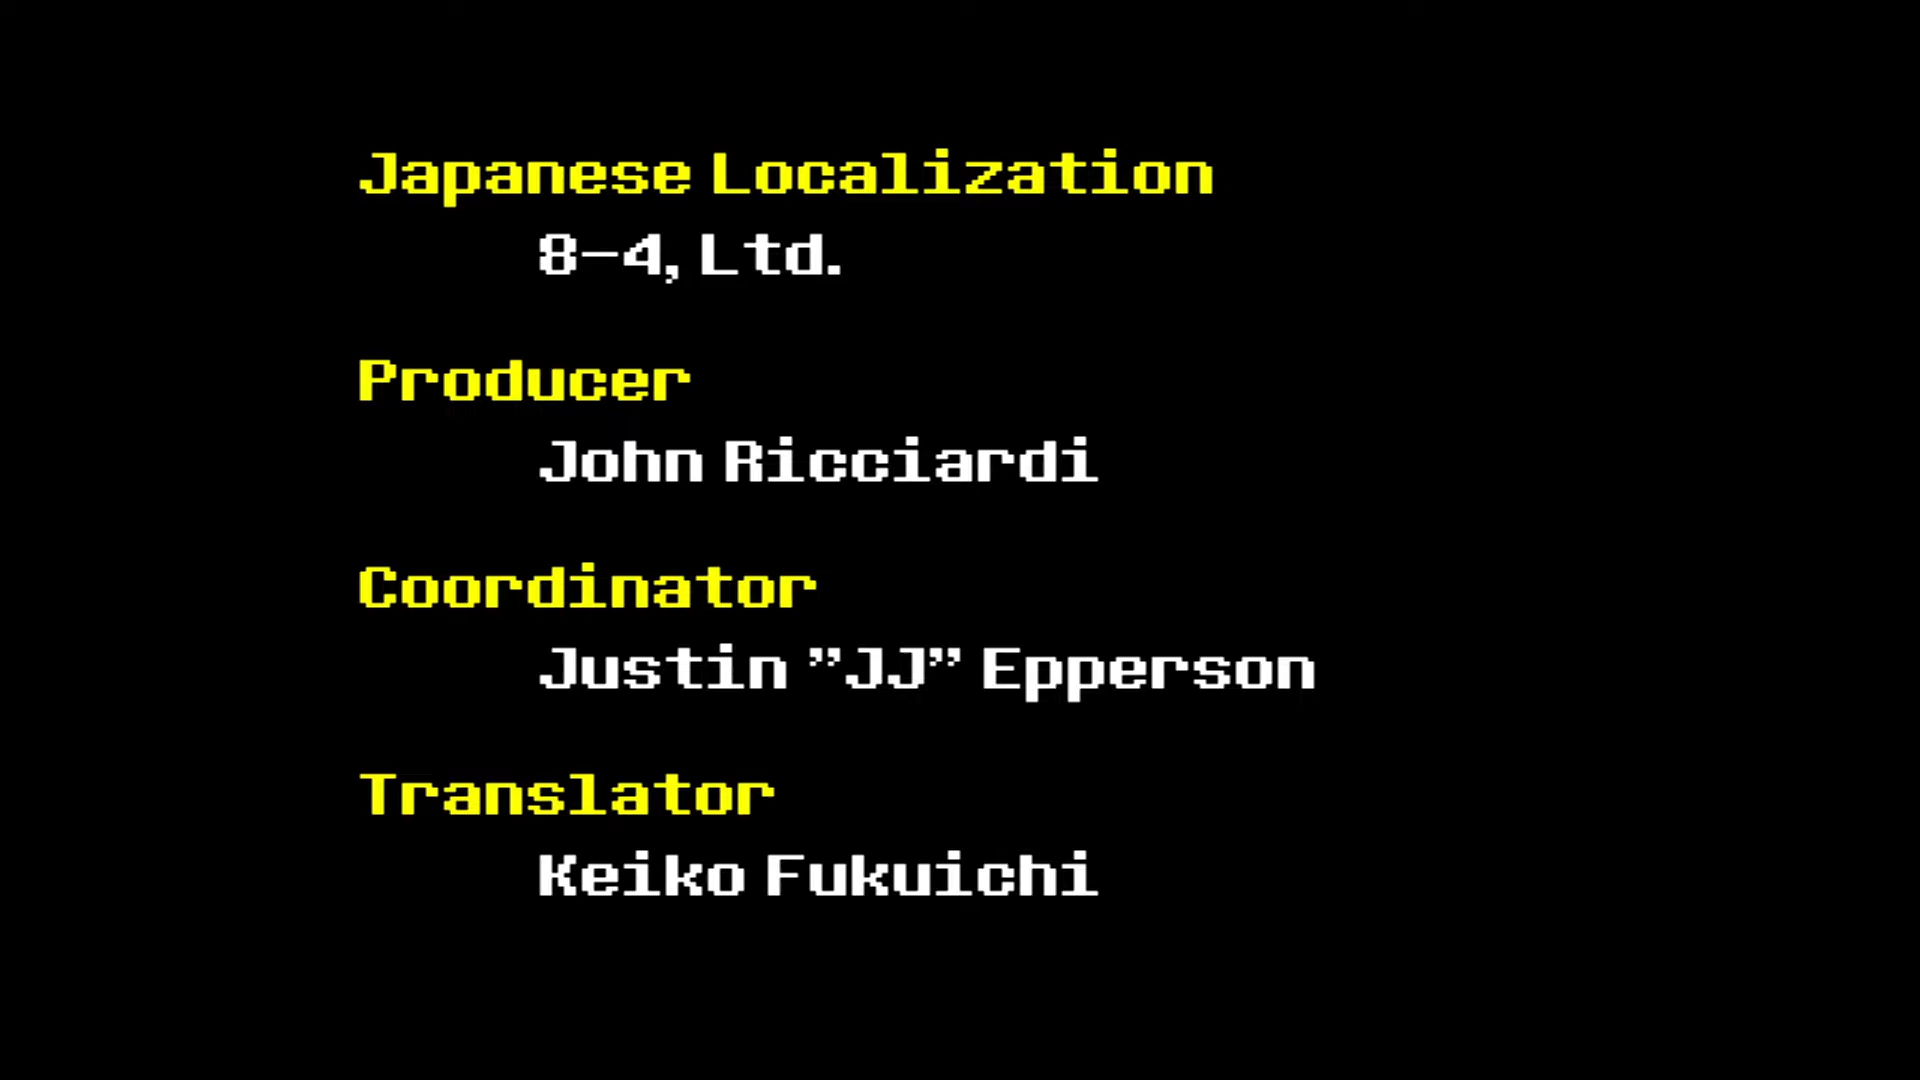 Japanese Localization
8-4, Ltd.
Producer
John Ricciardi
Coordinator
Justin "JJ" Epperson
Translator
Keiko Fukuichi